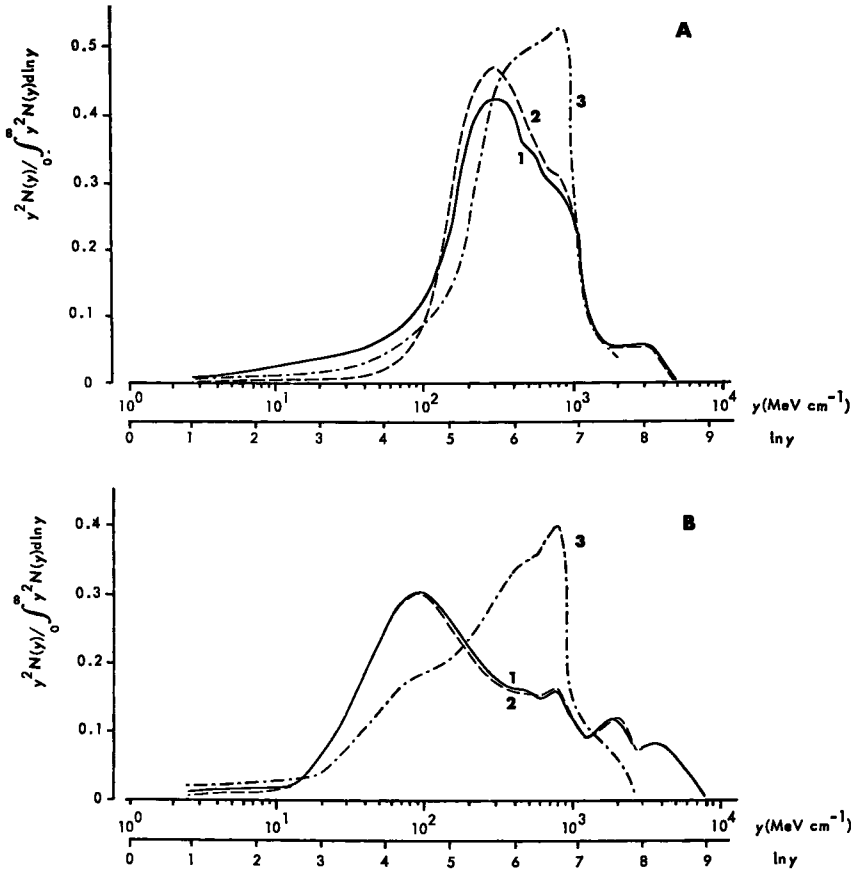 A
y²N(y)/∫₀^∞ y²N(y)dlny
0.5
0.4
0.3
0.2
0.1
0
1
2
3
10⁰ 10¹ 10² 10³ 10⁴ y(MeV cm⁻¹)
0 1 2 3 4 5 6 7 8 9 lny
B
y²N(y)/∫₀^∞ y²N(y)dlny
0.4
0.3
0.2
0.1
0
1
2
3
10⁰ 10¹ 10² 10³ 10⁴ y(MeV cm⁻¹)
0 1 2 3 4 5 6 7 8 9 lny